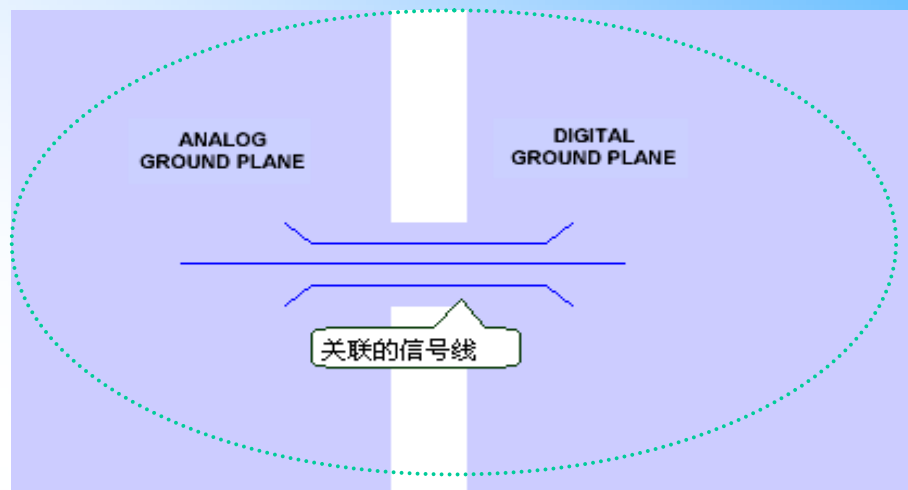 ANALOG
GROUND PLANE
DIGITAL
GROUND PLANE
关联的信号线